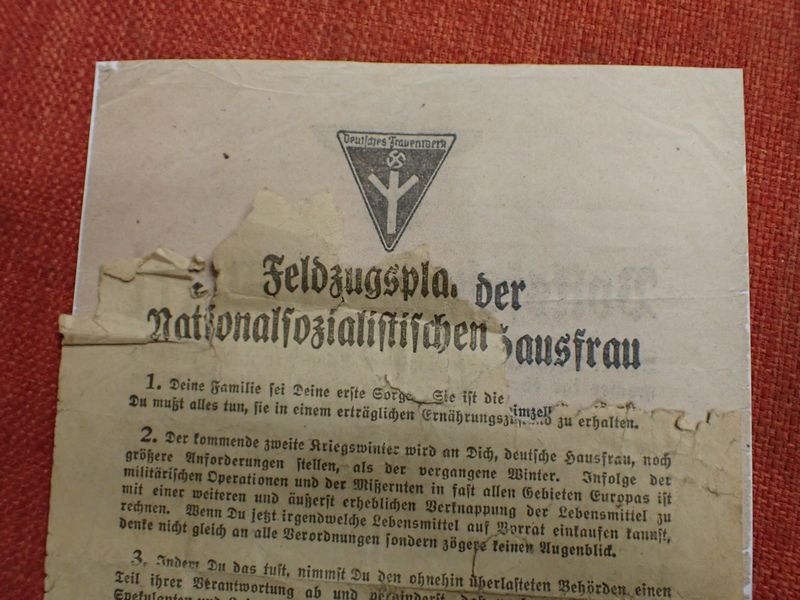 Deutsches Frauenwerk
Feldzugspla der
Nationalsozialistischen Hausfrau
1. Deine Familie sei Deine erste Sorge. Sie ist die
Du mußt alles tun, sie in einem erträglichen zu erhalten.
2. Der kommende zweite Kriegswinter wird an Dich, deutsche Hausfrau, noch
größere Anforderungen stellen, als der vergangene Winter. Infolge der
militärischen Operationen und der Mißernten in fast allen Gebieten Europas ist
mit einer weiteren und äußerst erheblichen Verknappung der Lebensmittel zu
rechnen. Wenn Du jetzt irgendwelche Lebensmittel auf Vorrat einkaufen kannst,
denke nicht gleich an alle Verordnungen sondern zögere keinen Augenblick.
3. Indem Du das tust, nimmst Du den ohnehin überlasteten Behörden einen
Teil ihrer Verantwortung ab und verhinderst, daß
Spekulanten und